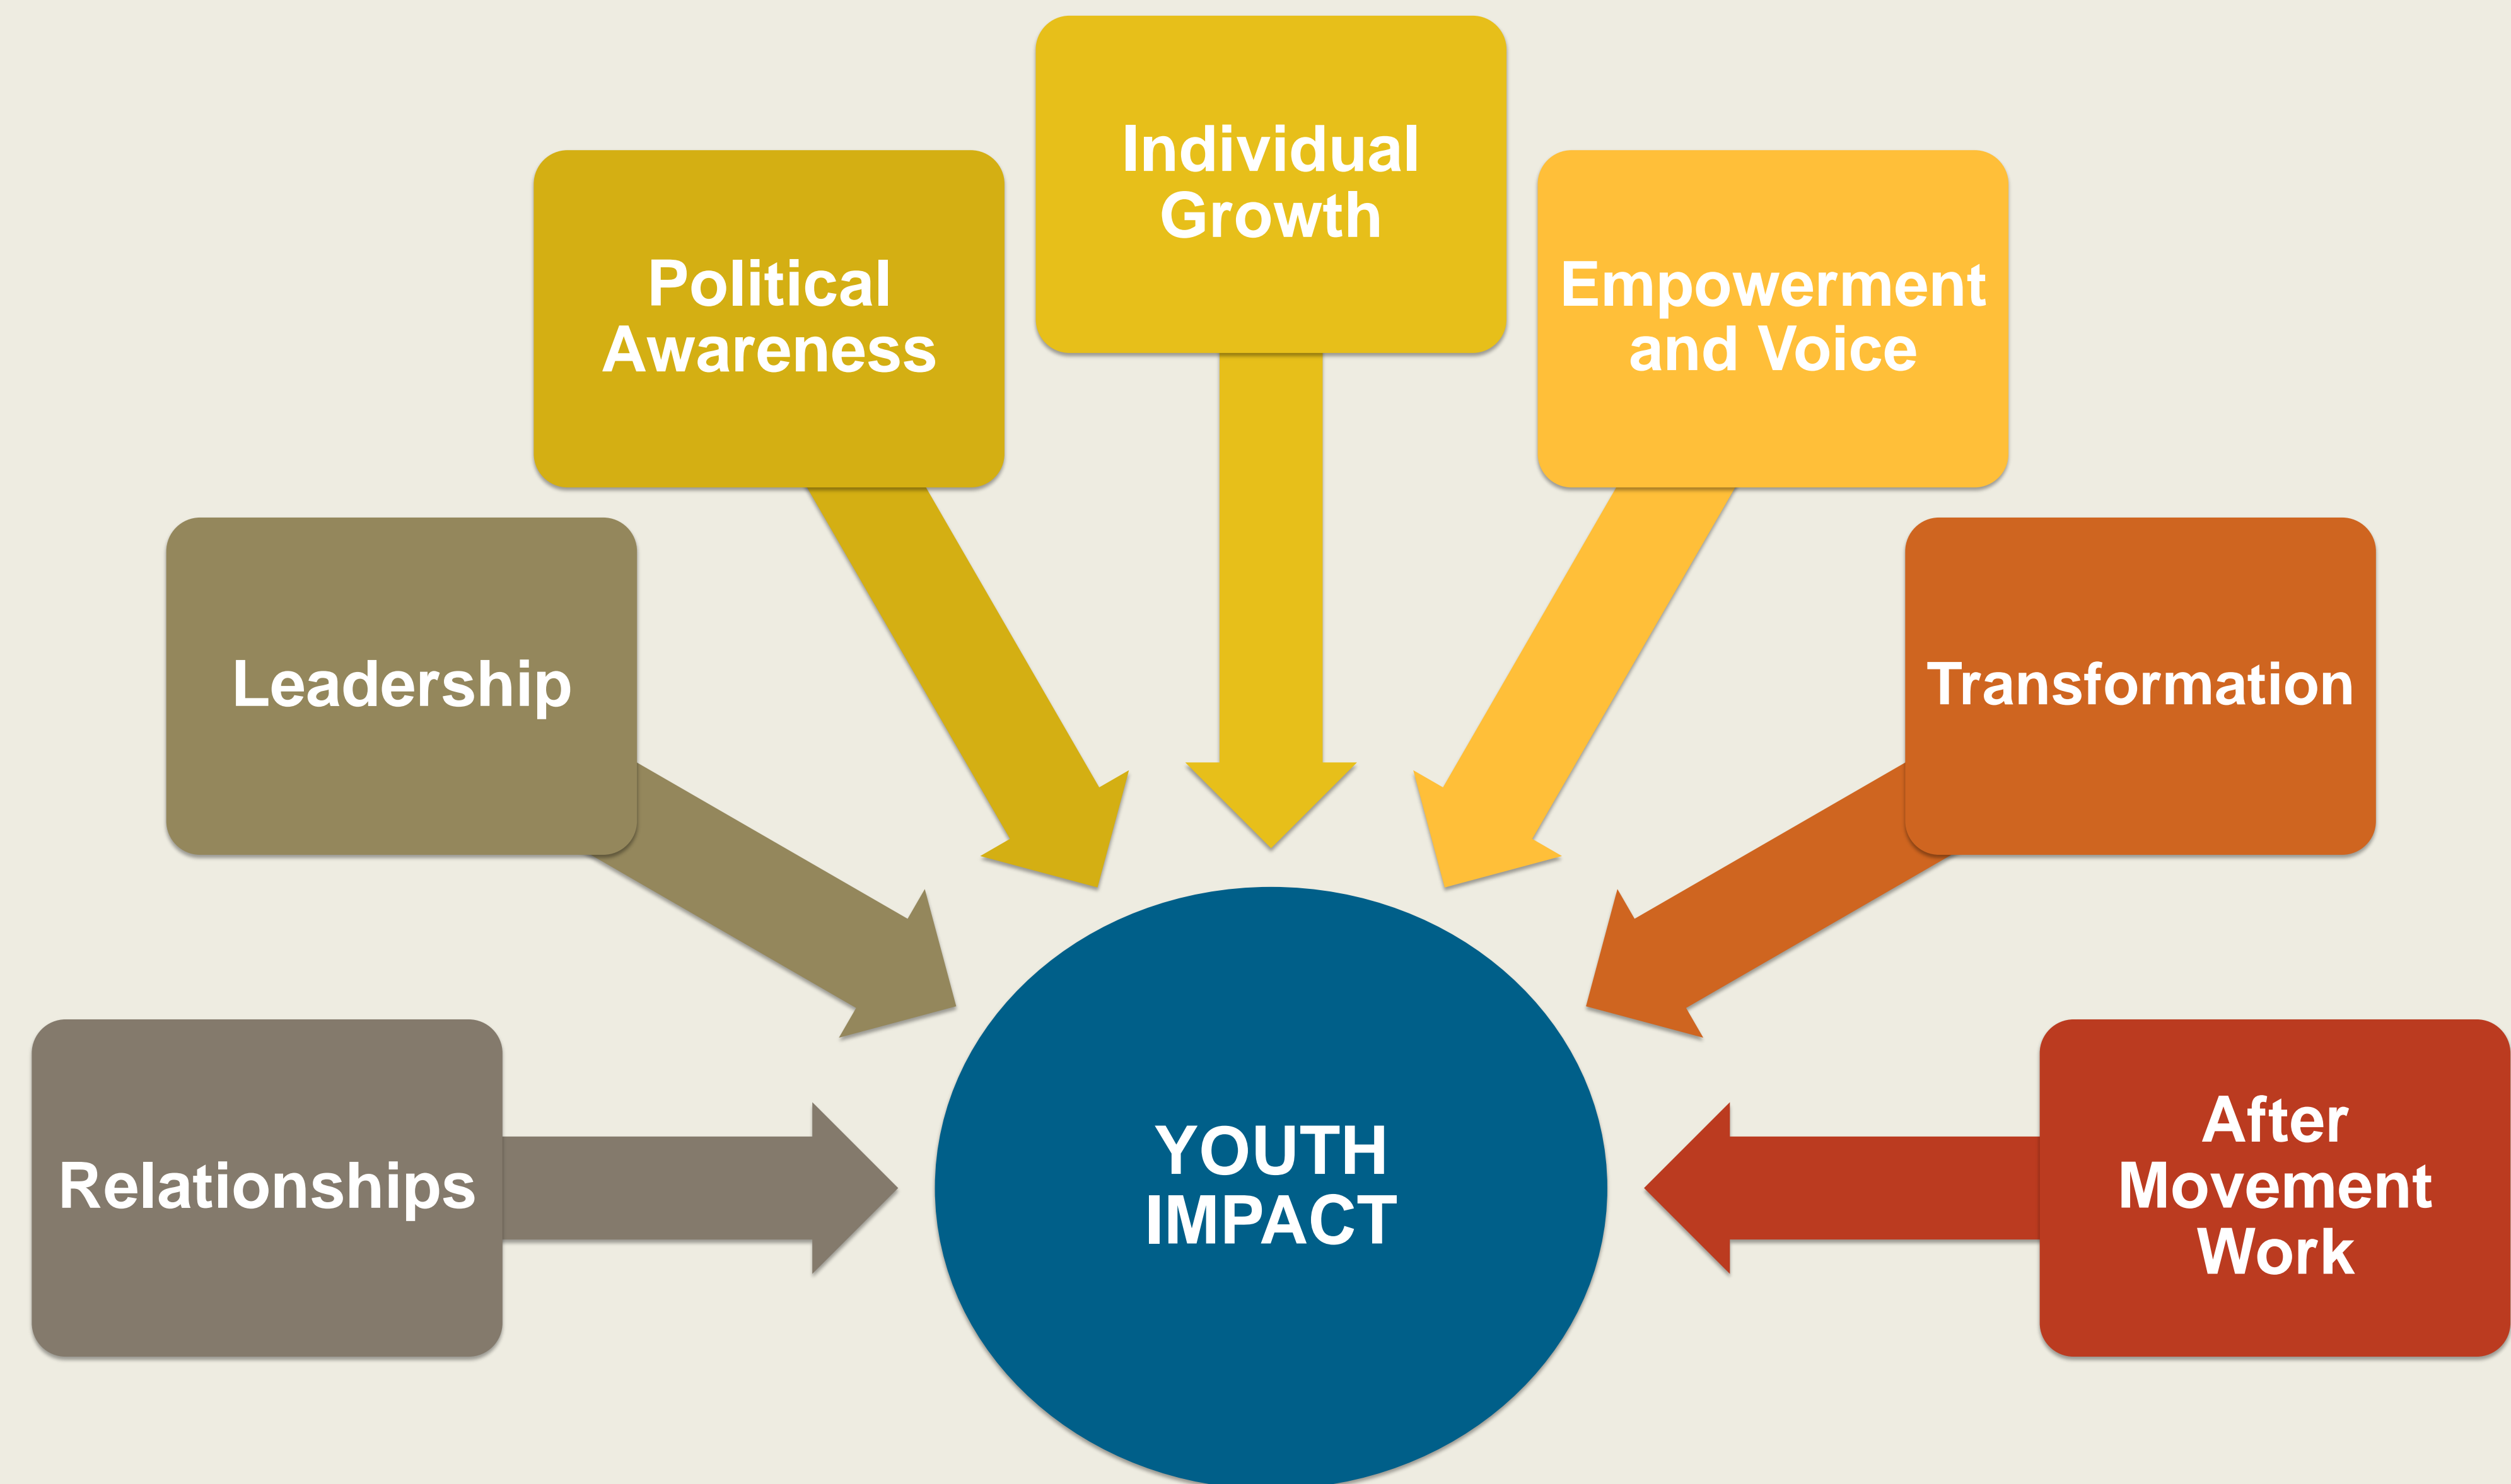 Individual
Growth
Political
Awareness
Empowerment
and Voice
Leadership
Transformation
Relationships
YOUTH
IMPACT
After
Movement
Work